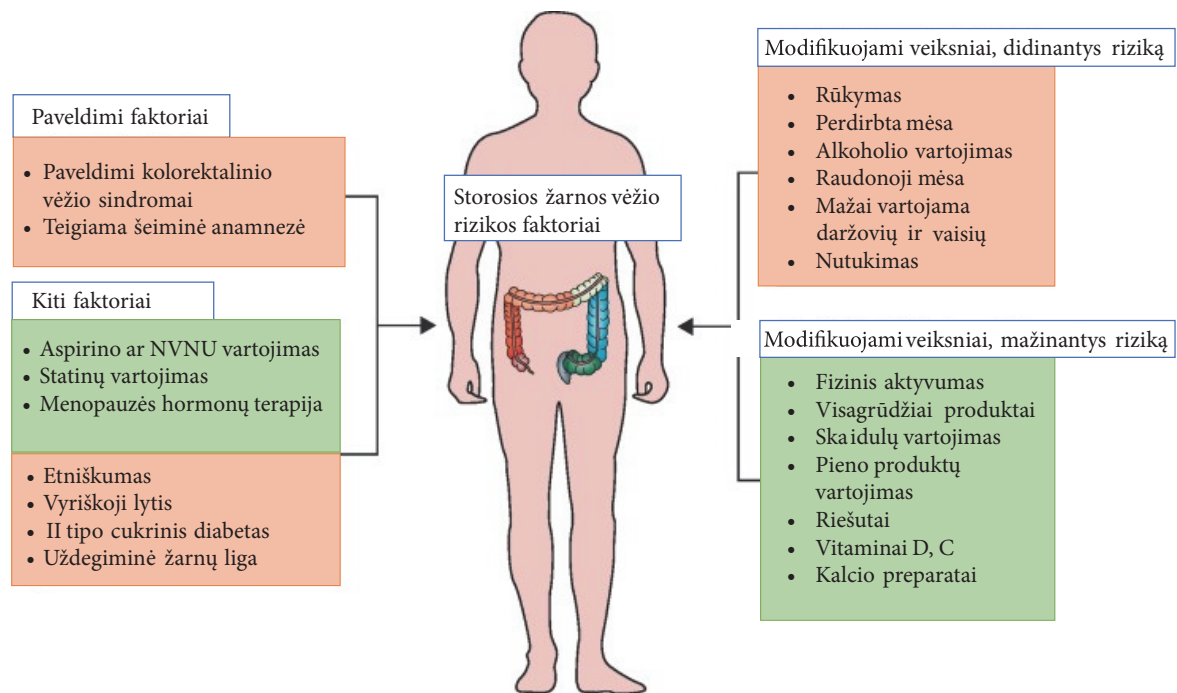 Paveldimi faktoriai
• Paveldimi kolorektalinio
vėžio sindromai
• Teigiama šeiminė anamnezė
Kiti faktoriai
• Aspirino ar NVNU vartojimas
• Statinų vartojimas
• Menopauzės hormonų terapija
• Etniškumas
• Vyriškoji lytis
• II tipo cukrinis diabetas
• Uždegiminė žarnų liga
Storosios žarnos vėžio
rizikos faktoriai
Modifikuojami veiksniai, didinantys riziką
• Rūkymas
• Perdirbta mėsa
• Alkoholio vartojimas
• Raudonoji mėsa
• Mažai vartojama
daržovių ir vaisių
• Nutukimas
Modifikuojami veiksniai, mažinantys riziką
• Fizinis aktyvumas
• Visagrūdžiai produktai
• Skaidulų vartojimas
• Pieno produktų
vartojimas
• Riešutai
• Vitaminai D, C
• Kalcio preparatai